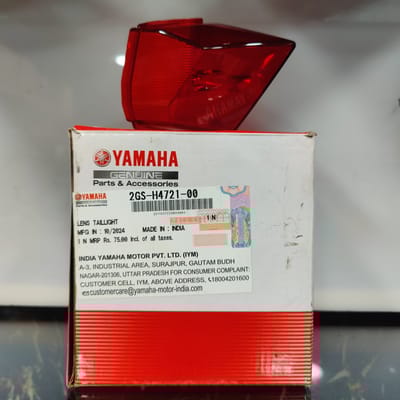 YAMAHA
GENUINE
Parts & Accessories
YAMAHA 2GS-H4721-00
LENS TAILLIGHT 1 N
MFG IN : 10/2024 MADE IN : INDIA
1 N MRP Rs. 75.00 Incl. of all taxes.
INDIA YAMAHA MOTOR PVT. LTD. (IYM)
A-3, INDUSTRIAL AREA, SURAJPUR, GAUTAM BUDH
NAGAR-201306, UTTAR PRADESH FOR CONSUMER COMPLAINT:
CUSTOMER CELL, IYM, ABOVE ADDRESS, 18004201600
customercare@yamaha-motor-india.com